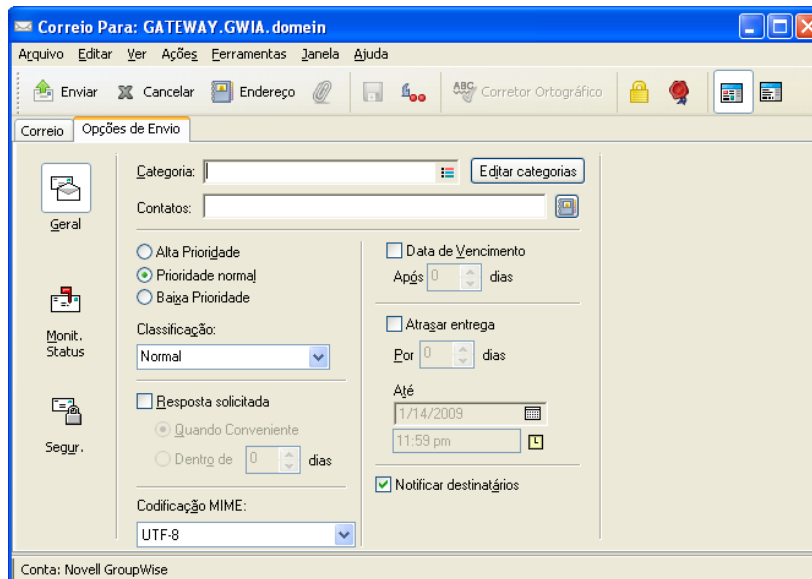 Correio Para: GATEWAY.GWIA.domein
Arquivo Editar Ver Ações Ferramentas Janela Ajuda
Enviar Cancelar Endereço ABC Corretor Ortográfico
Correio Opções de Envio
Geral
Monit.
Status
Segur.
Categoria: Editar categorias
Contatos:
Alta Prioridade
Prioridade normal
Baixa Prioridade
Classificação:
Normal
Resposta solicitada
Quando Conveniente
Dentro de 0 dias
Codificação MIME:
UTF-8
Data de Vencimento
Após 0 dias
Atrasar entrega
Por 0 dias
Até
1/14/2009
11:59 pm
Notificar destinatários
Conta: Novell GroupWise